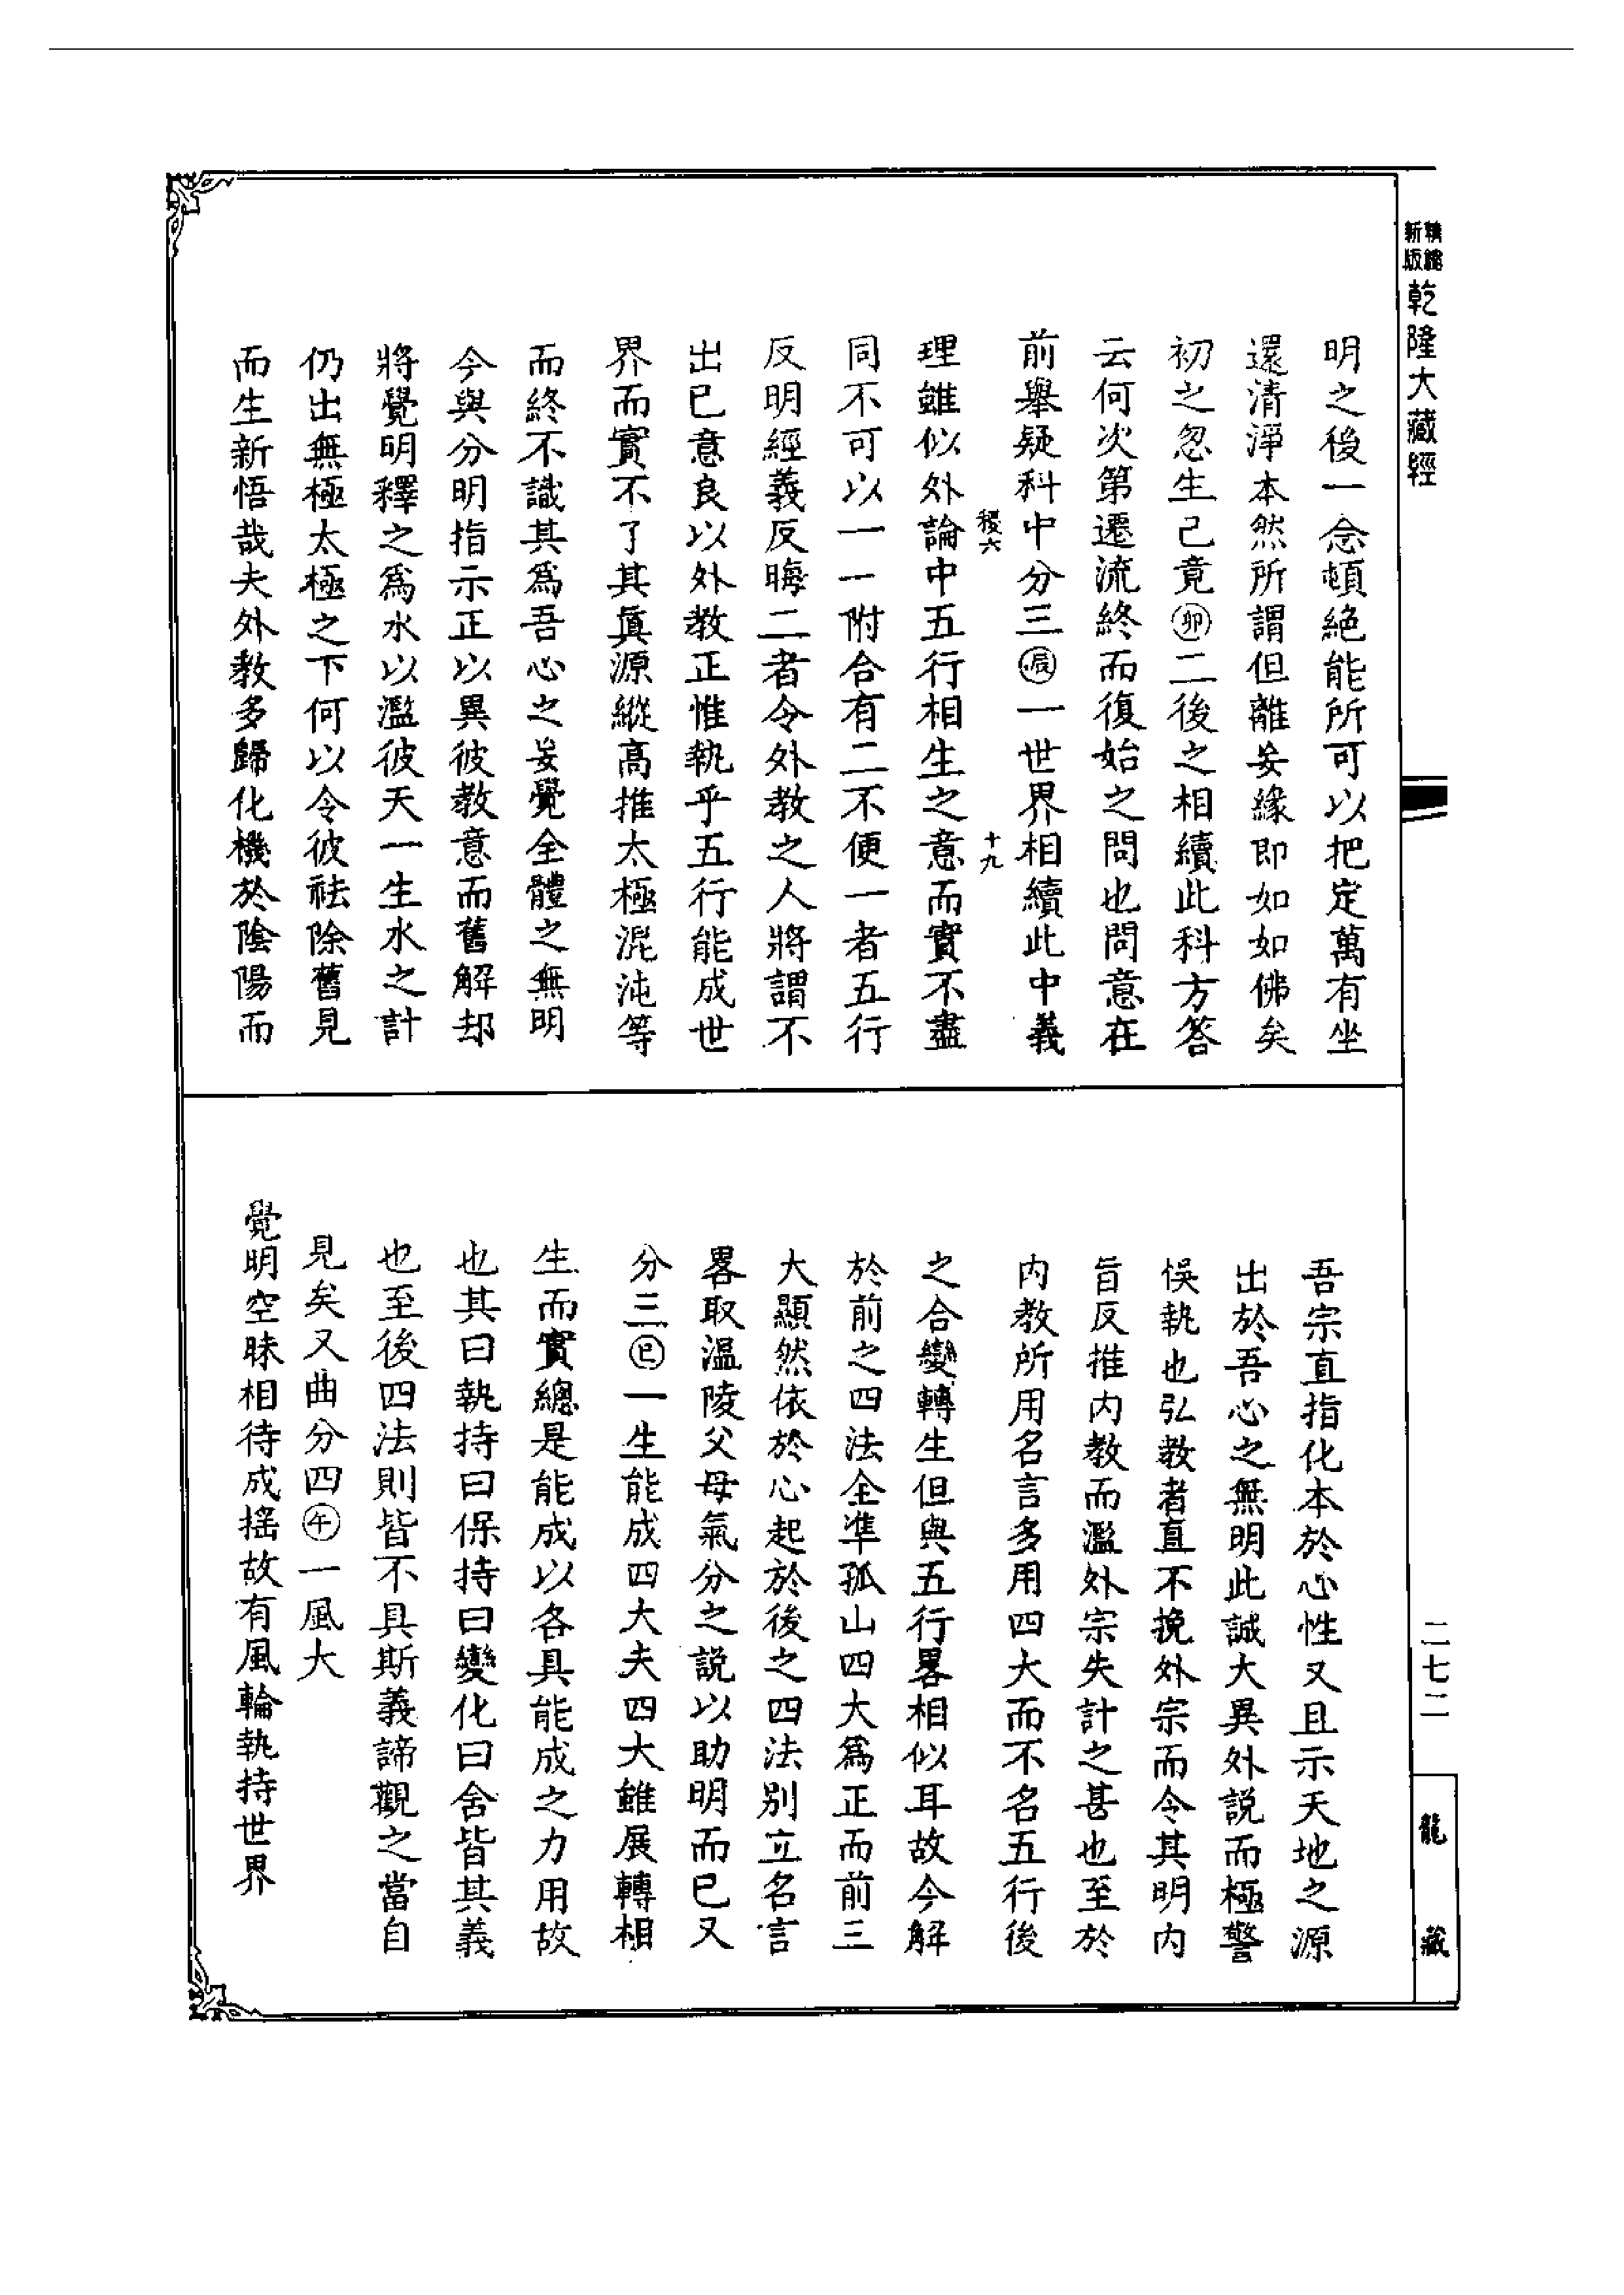 精縮新版乾隆大藏經
明之後一念頓絶能所可以把定萬有坐
還清淨本然所謂但離妄緣即如如佛矣
初之忽生已竟卯二後之相續此科方答
云何次第遷流終而復始之問也問意在
前舉疑科中分三辰一世界相續此中義
稷六 十九
理雖似外論中五行相生之意而實不盡
同不可以一一附合有二不便一者五行
反明經義反晦二者令外教之人將謂不
出已意良以外教正惟執乎五行能成世
界而實不了其真源縱高推太極混沌等
而終不識其為吾心之妄覺全體之無明
今與分明指示正以異彼教意而舊解却
將覺明釋之為水以濫彼天一生水之計
仍出無極太極之下何以令彼祛除舊見
而生新悟哉夫外教多歸化機於陰陽而
吾宗直指化本於心性又且示天地之源
出於吾心之無明此誠大異外説而極警
悮執也弘教者直不挽外宗而令其明内
旨反推内教而濫外宗失計之甚也至於
内教所用名言多用四大而不名五行後
之合變轉生但與五行畧相似耳故今解
於前之四法全準孤山四大爲正而前三
大顯然依於心起於後之四法別立名言
畧取温陵父母氣分之説以助明而已又
分三巳一生能成四大夫四大雖展轉相
生而實總是能成以各具能成之力用故
也其曰執持曰保持曰變化曰含皆其義
也至後四法則皆不具斯義諦觀之當自
見矣又曲分四午一風大
覺明空昧相待成搖故有風輪執持世界
二七二
龍藏